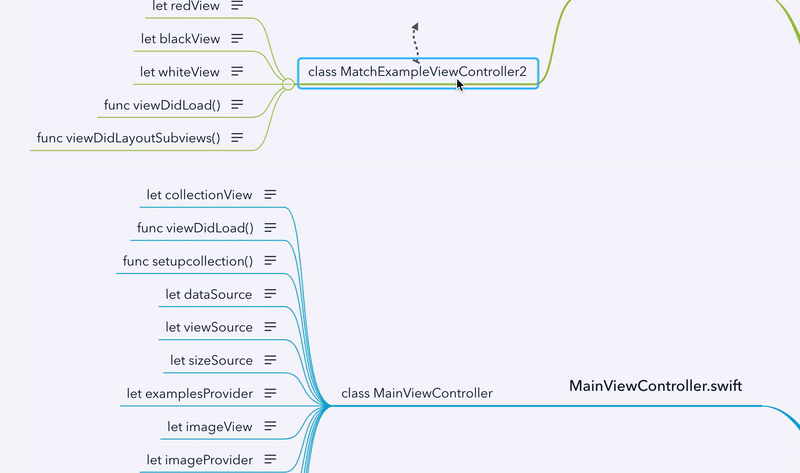 let redView
let blackView
let whiteView
func viewDidLoad()
func viewDidLayoutSubviews()
class MatchExampleViewController2
let collectionView
func viewDidLoad()
func setupcollection()
let dataSource
let viewSource
let sizeSource
let examplesProvider
let imageView
let imageProvider
class MainViewController
MainViewController.swift